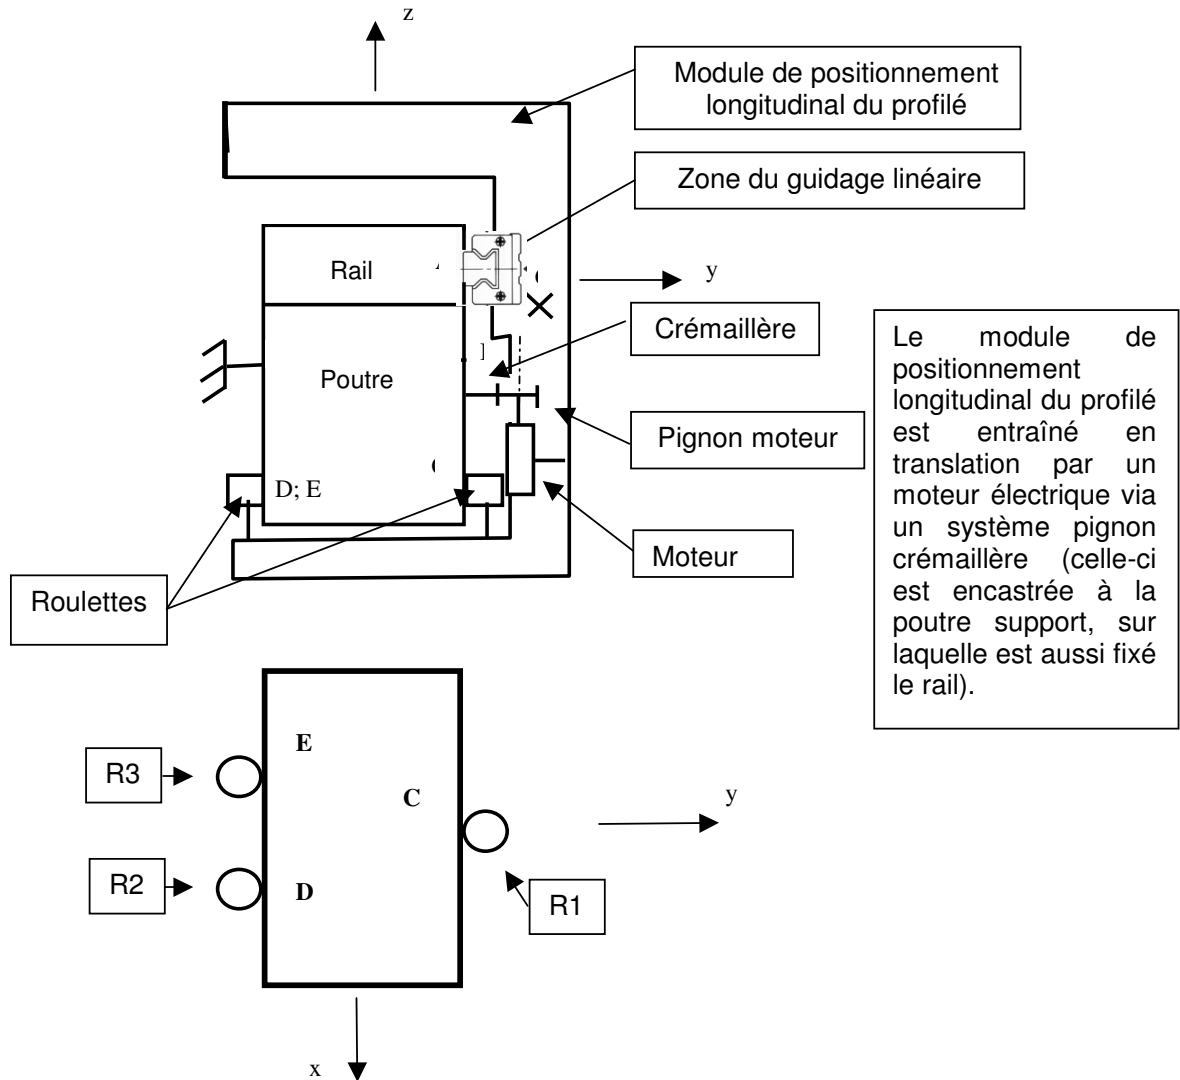 z
Module de positionnement
longitudinal du profilé
Zone du guidage linéaire
Rail
y
Crémaillère
Poutre
Pignon moteur
D; E
Moteur
Roulettes
Le module de
positionnement
longitudinal du profilé
est entraîné en
translation par un
moteur électrique via
un système pignon
crémaillère (celle-ci
est encastrée à la
poutre support, sur
laquelle est aussi fixé
le rail).
E
R3
C
y
R2
D
R1
x